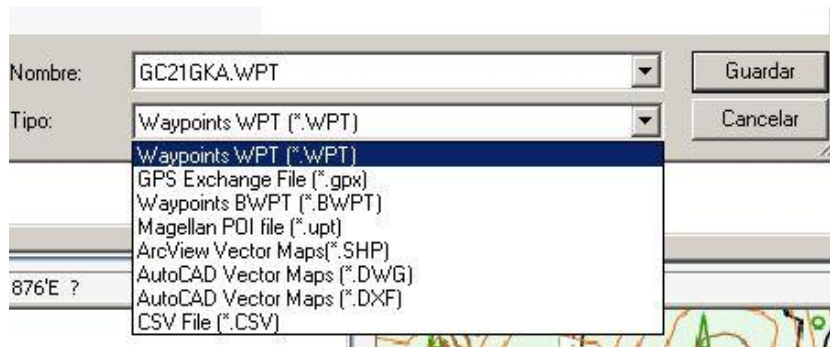 Nombre: GC21GKA.WPT Guardar
Tipo: Waypoints WPT (*.WPT) Cancelar
Waypoints WPT (*.WPT)
GPS Exchange File (*.gpx)
Waypoints BWPT (*.BWPT)
Magellan POI file (*.upt)
ArcView Vector Maps(*.SHP)
AutoCAD Vector Maps (*.DWG)
876'E ?
AutoCAD Vector Maps (*.DXF)
CSV File (*.CSV)